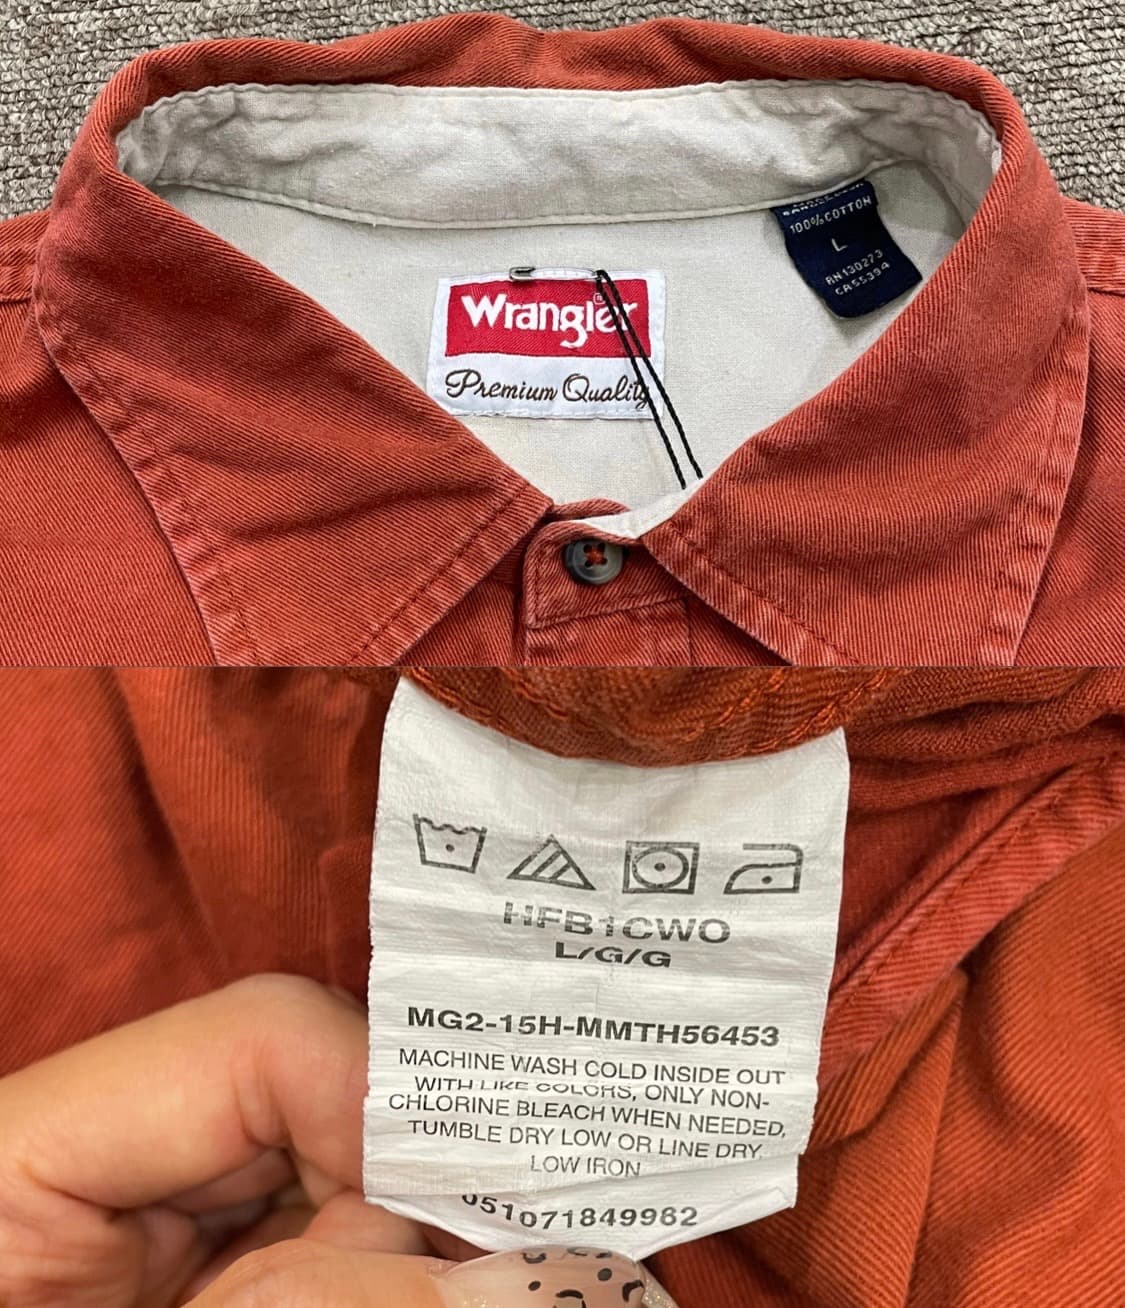 Wrangler®
Premium Quality
100% COTTON
L
RN130273
CA55394
HFB1CWO
L/G/G
MG2-15H-MMTH56453
MACHINE WASH COLD INSIDE OUT
WITH LIKE COLORS, ONLY NON-
CHLORINE BLEACH WHEN NEEDED,
TUMBLE DRY LOW OR LINE DRY,
LOW IRON
051071849982